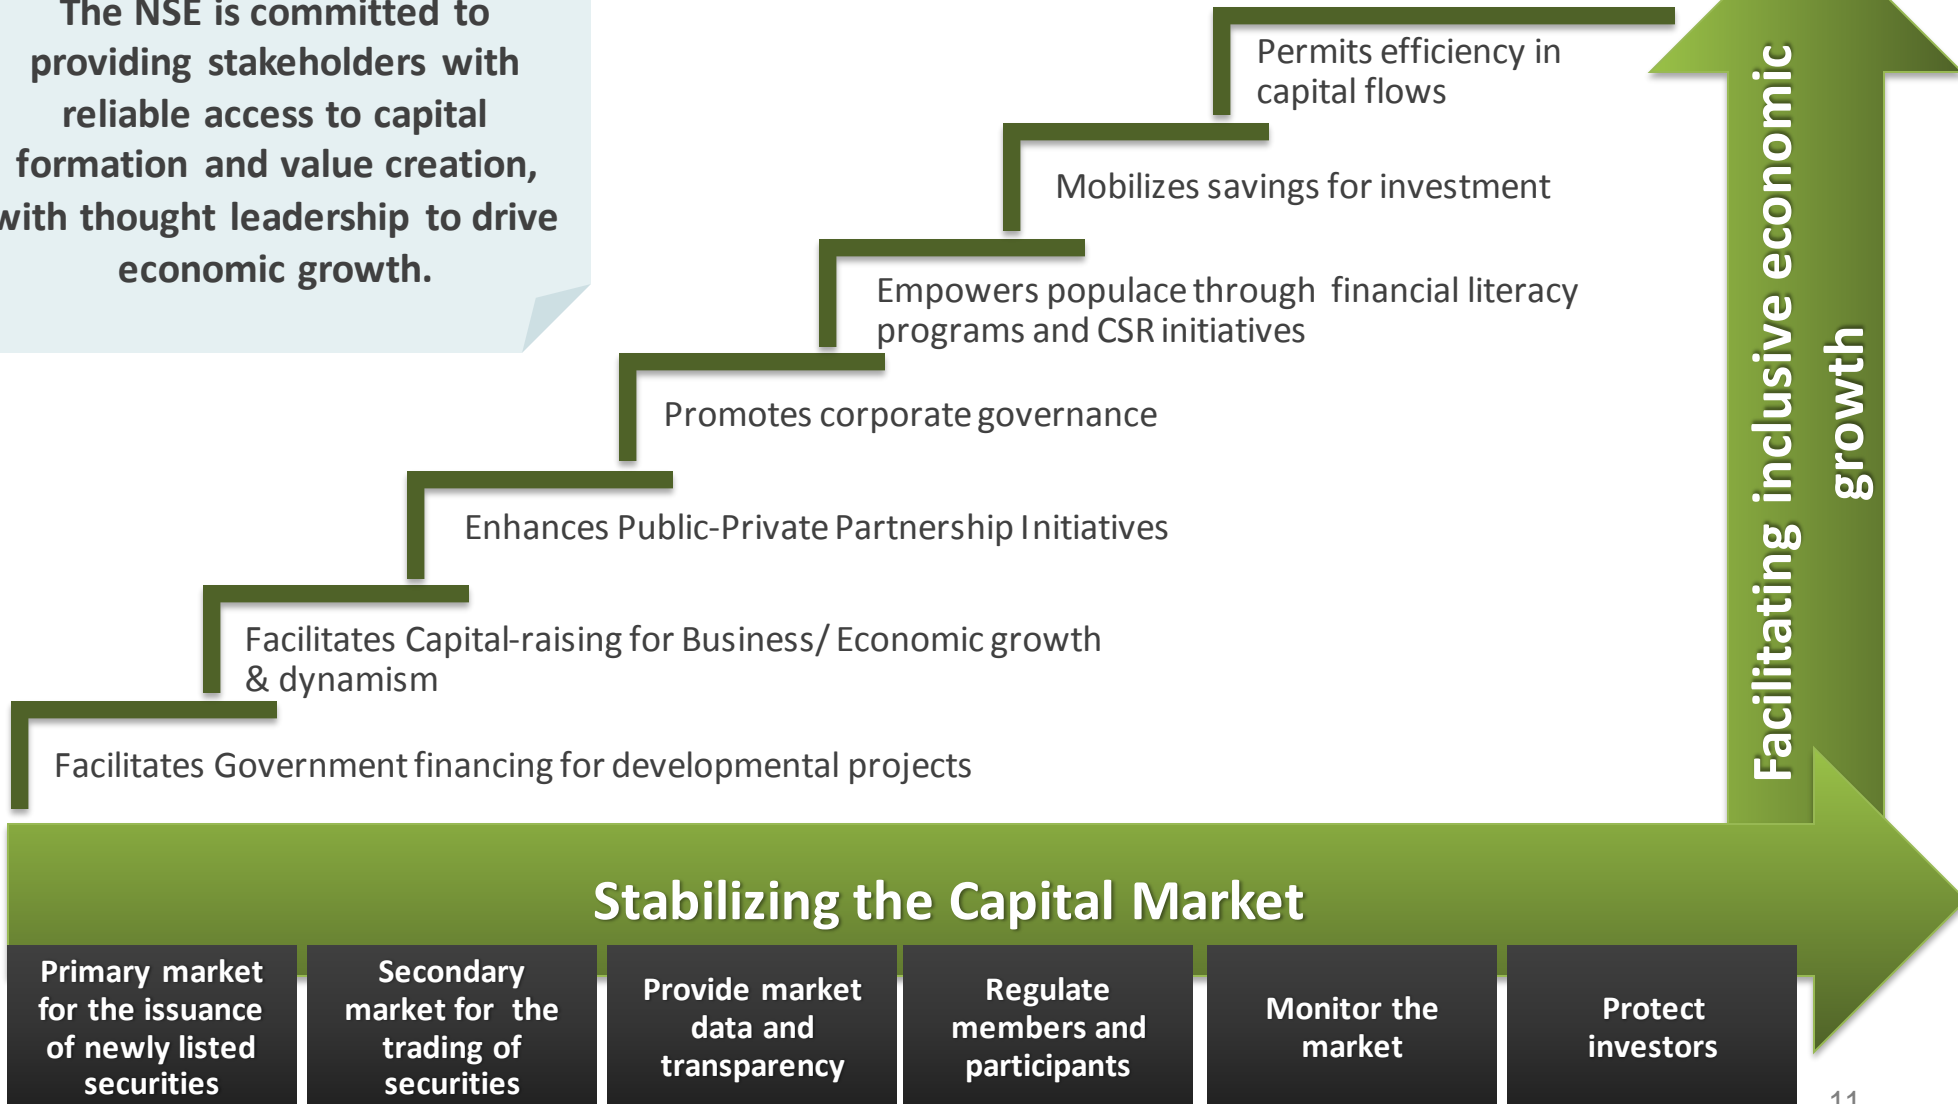 The NSE is committed to
providing stakeholders with
reliable access to capital
formation and value creation,
with thought leadership to drive
economic growth.
Permits efficiency in
capital flows
Mobilizes savings for investment
Empowers populace through financial literacy
programs and CSR initiatives
Promotes corporate governance
Enhances Public-Private Partnership Initiatives
Facilitates Capital-raising for Business/ Economic growth
& dynamism
Facilitates Government financing for developmental projects
Facilitating inclusive economic
growth
Stabilizing the Capital Market
Primary market
for the issuance
of newly listed
securities
Secondary
market for the
trading of
securities
Provide market
data and
transparency
Regulate
members and
participants
Monitor the
market
Protect
investors
11